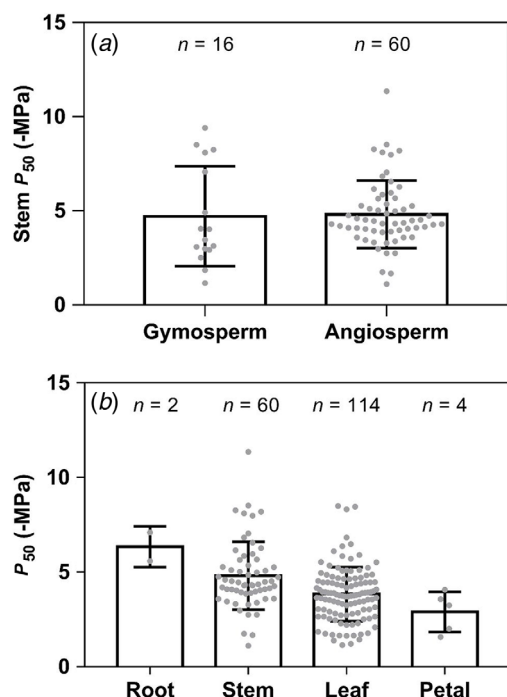 (a)
n = 16
n = 60
Stem P50 (-MPa)
15
10
5
0
Gymosperm
Angiosperm
(b)
n = 2
n = 60
n = 114
n = 4
P50 (-MPa)
15
10
5
0
Root
Stem
Leaf
Petal